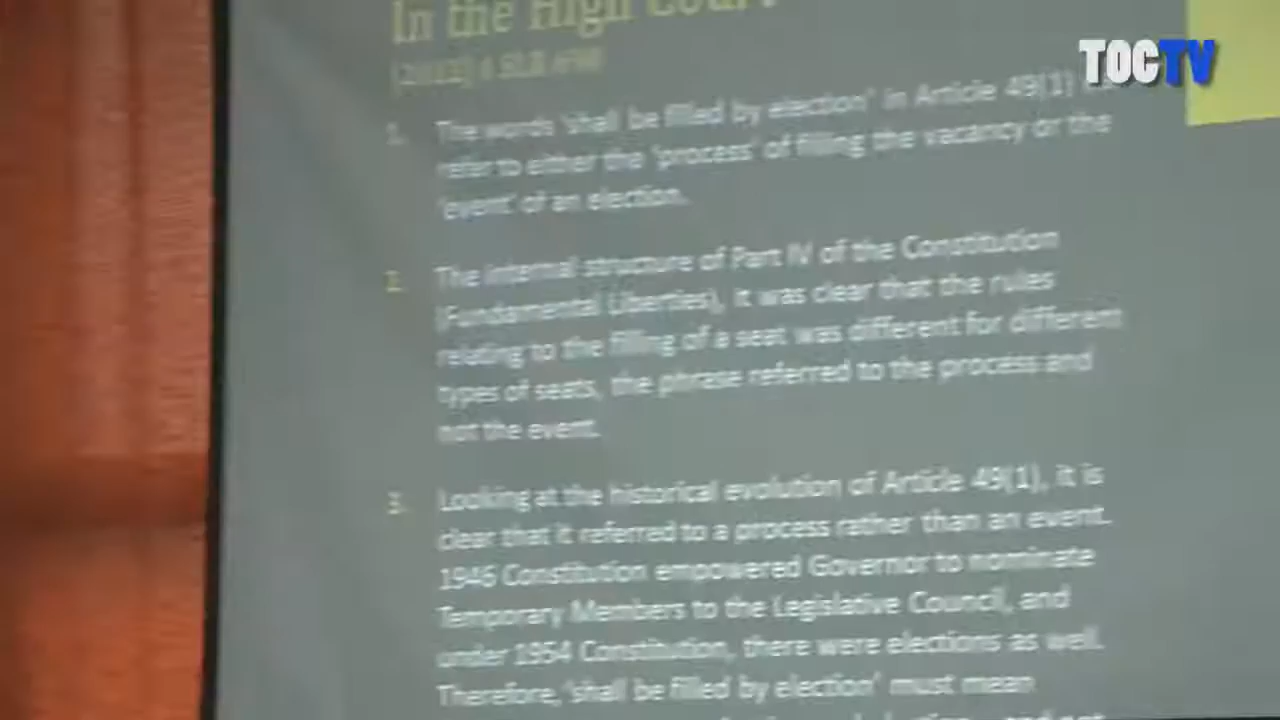 In the High Court
TOCTV
1. The words 'shall be filled by election' in Article 49(1)
refer to either the 'process' of filling the vacancy or the
'event' of an election.
2. The internal structure of Part IV of the Constitution
(Fundamental Liberties), it was clear that the rules
relating to the filling of a seat was different for different
types of seats, the phrase referred to the process and
not the event.
3. Looking at the historical evolution of Article 49(1), it is
clear that it referred to a process rather than an event.
1946 Constitution empowered Governor to nominate
Temporary Members to the Legislative Council, and
under 1954 Constitution, there were elections as well.
Therefore, 'shall be filled by election' must mean